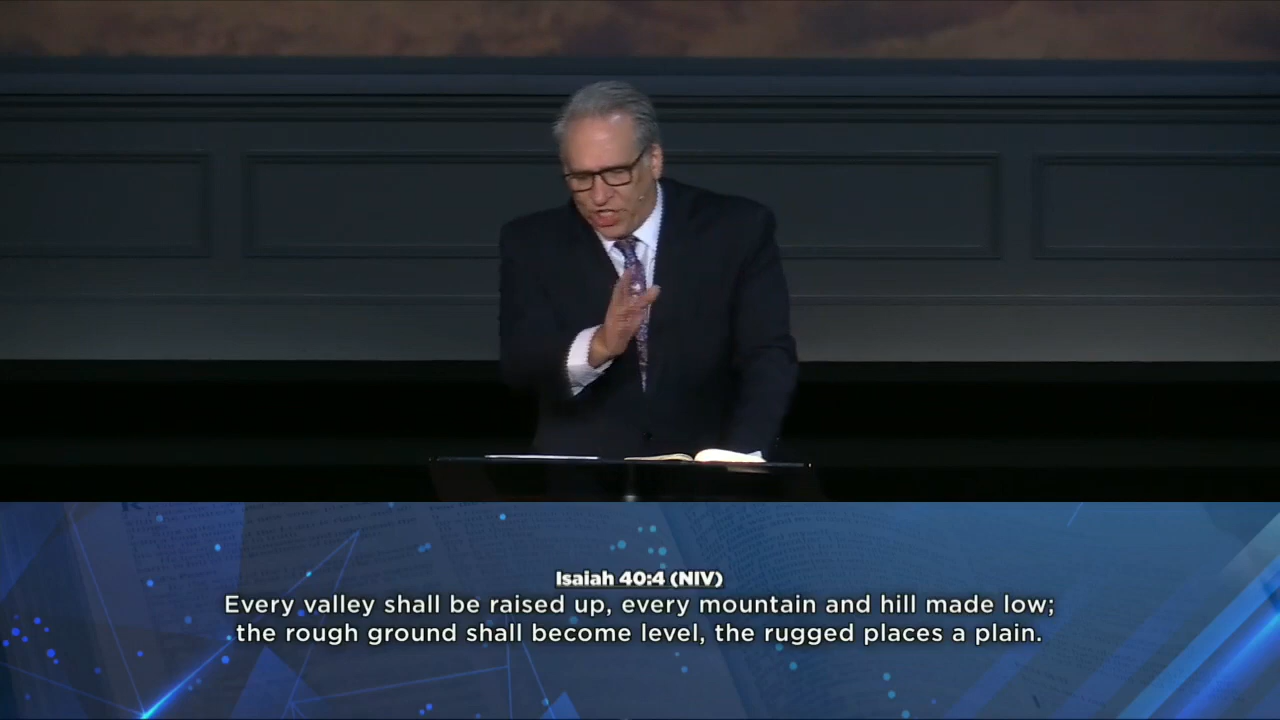 Isaiah 40:4 (NIV)
Every valley shall be raised up, every mountain and hill made low;
the rough ground shall become level, the rugged places a plain.